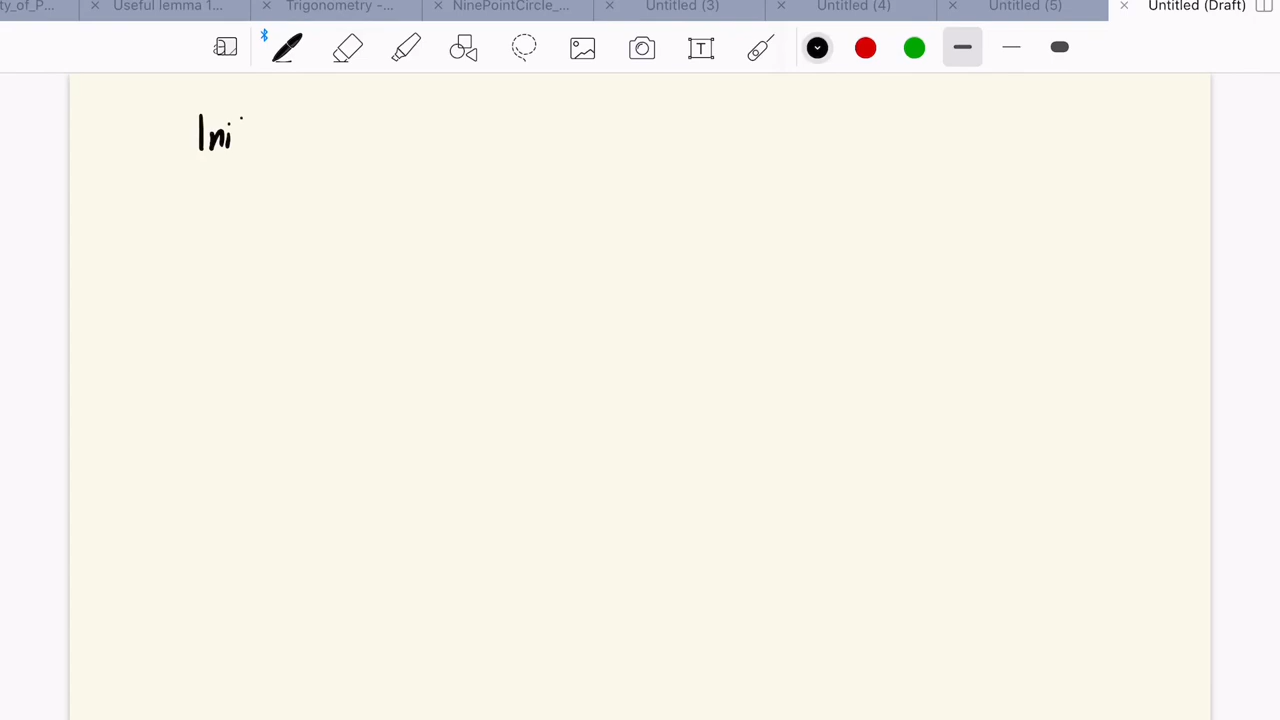 ty_of_P... × Useful lemma 1... × Trigonometry -... × NinePointCircle_... × Untitled (3) × Untitled (4) × Untitled (5) × Untitled (Draft)
T
Ini